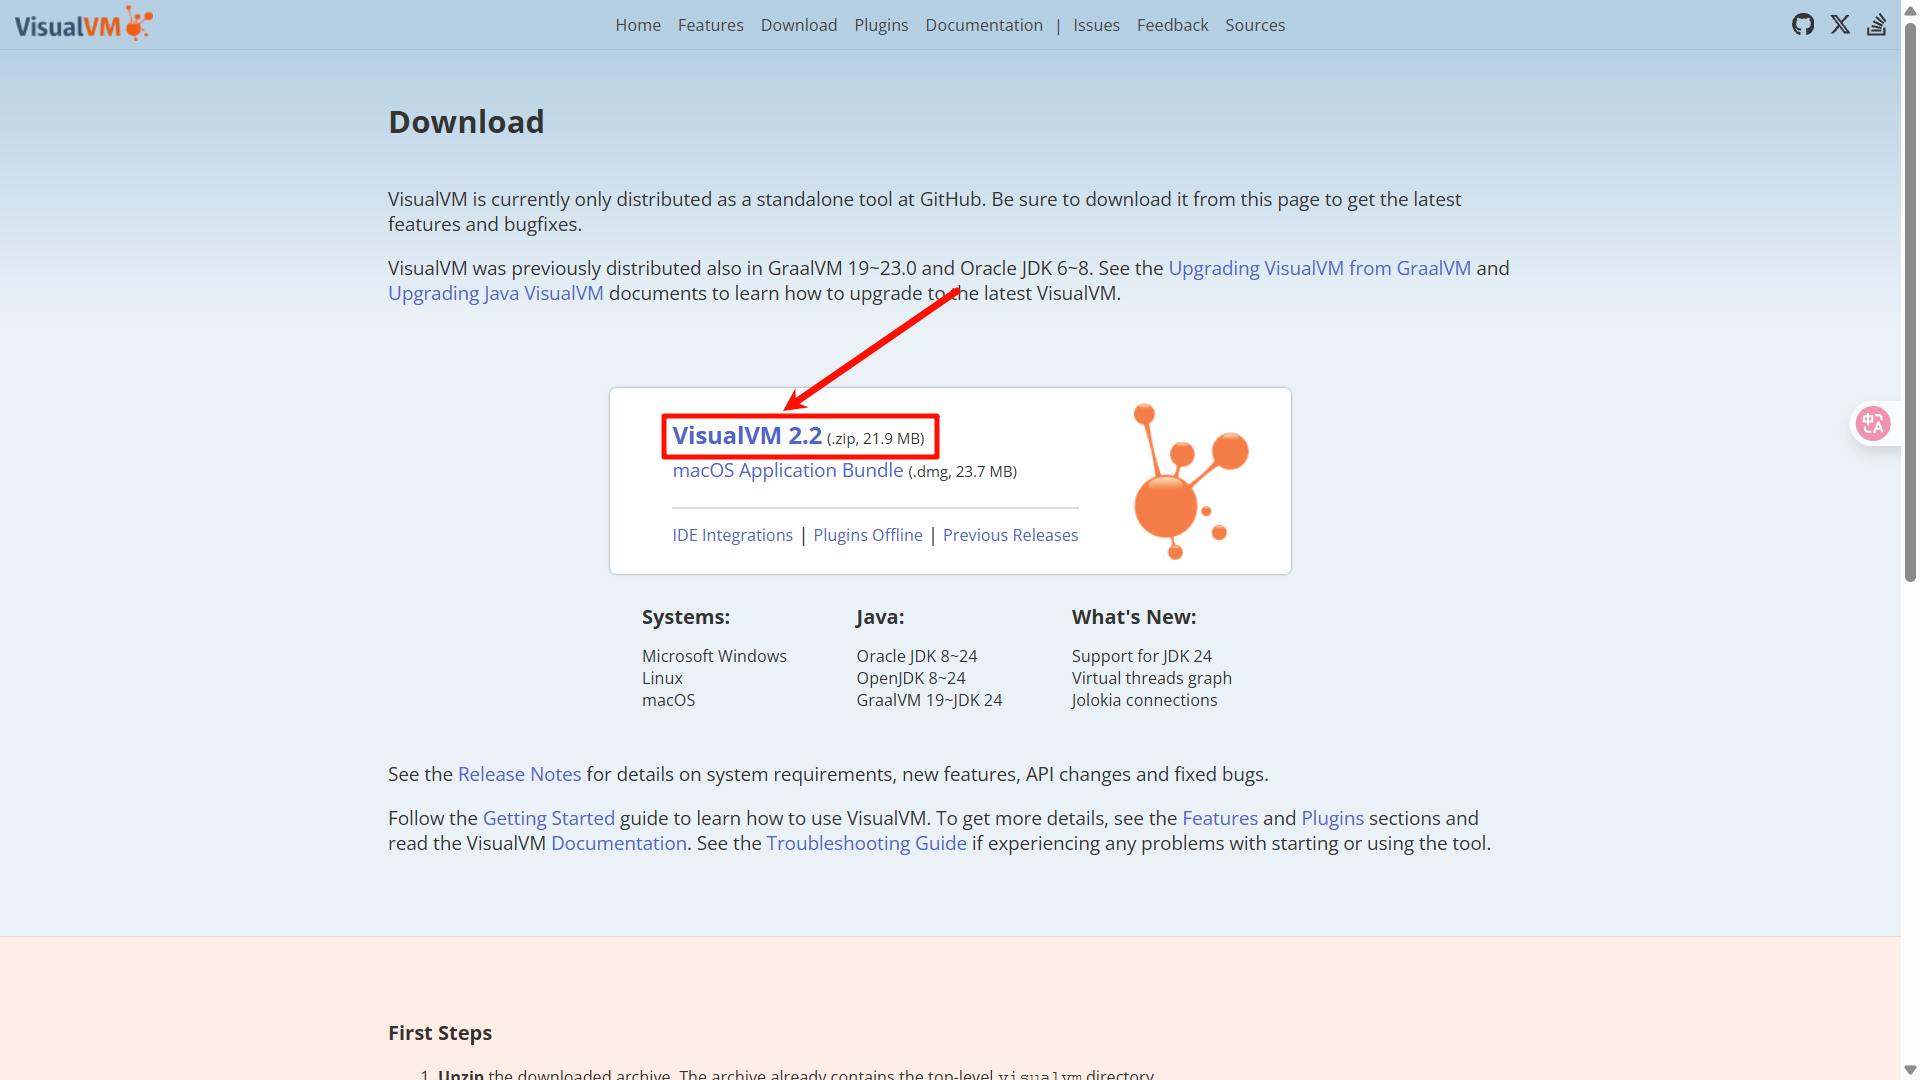 VisualVM
Home Features Download Plugins Documentation | Issues Feedback Sources
Download
VisualVM is currently only distributed as a standalone tool at GitHub. Be sure to download it from this page to get the latest
features and bugfixes.
VisualVM was previously distributed also in GraalVM 19~23.0 and Oracle JDK 6~8. See the Upgrading VisualVM from GraalVM and
Upgrading Java VisualVM documents to learn how to upgrade to the latest VisualVM.
VisualVM 2.2 (.zip, 21.9 MB)
macOS Application Bundle (.dmg, 23.7 MB)
IDE Integrations | Plugins Offline | Previous Releases
中A
Systems:
Microsoft Windows
Linux
macOS
Java:
Oracle JDK 8~24
OpenJDK 8~24
GraalVM 19~JDK 24
What's New:
Support for JDK 24
Virtual threads graph
Jolokia connections
See the Release Notes for details on system requirements, new features, API changes and fixed bugs.
Follow the Getting Started guide to learn how to use VisualVM. To get more details, see the Features and Plugins sections and
read the VisualVM Documentation. See the Troubleshooting Guide if experiencing any problems with starting or using the tool.
First Steps
1. Unzip the downloaded archive. The archive already contains the top-level visualvm directory.